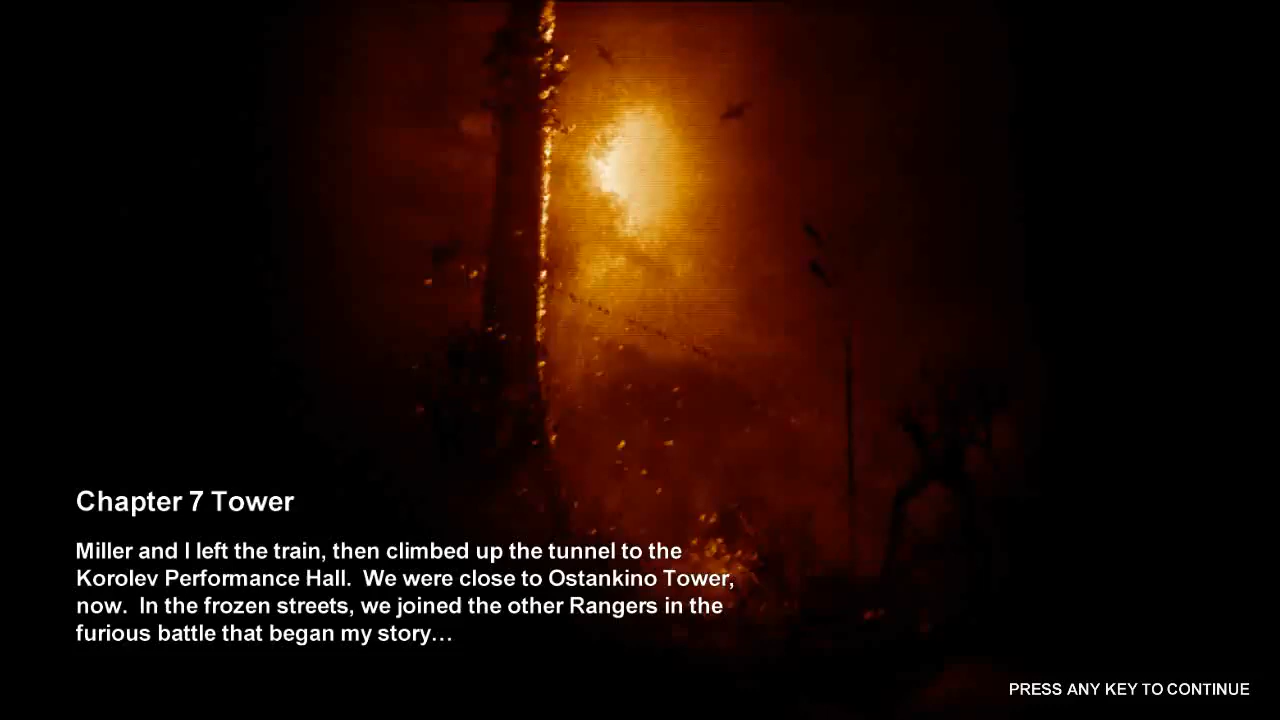 Chapter 7 Tower
Miller and I left the train, then climbed up the tunnel to the
Korolev Performance Hall.  We were close to Ostankino Tower,
now.  In the frozen streets, we joined the other Rangers in the
furious battle that began my story...
PRESS ANY KEY TO CONTINUE